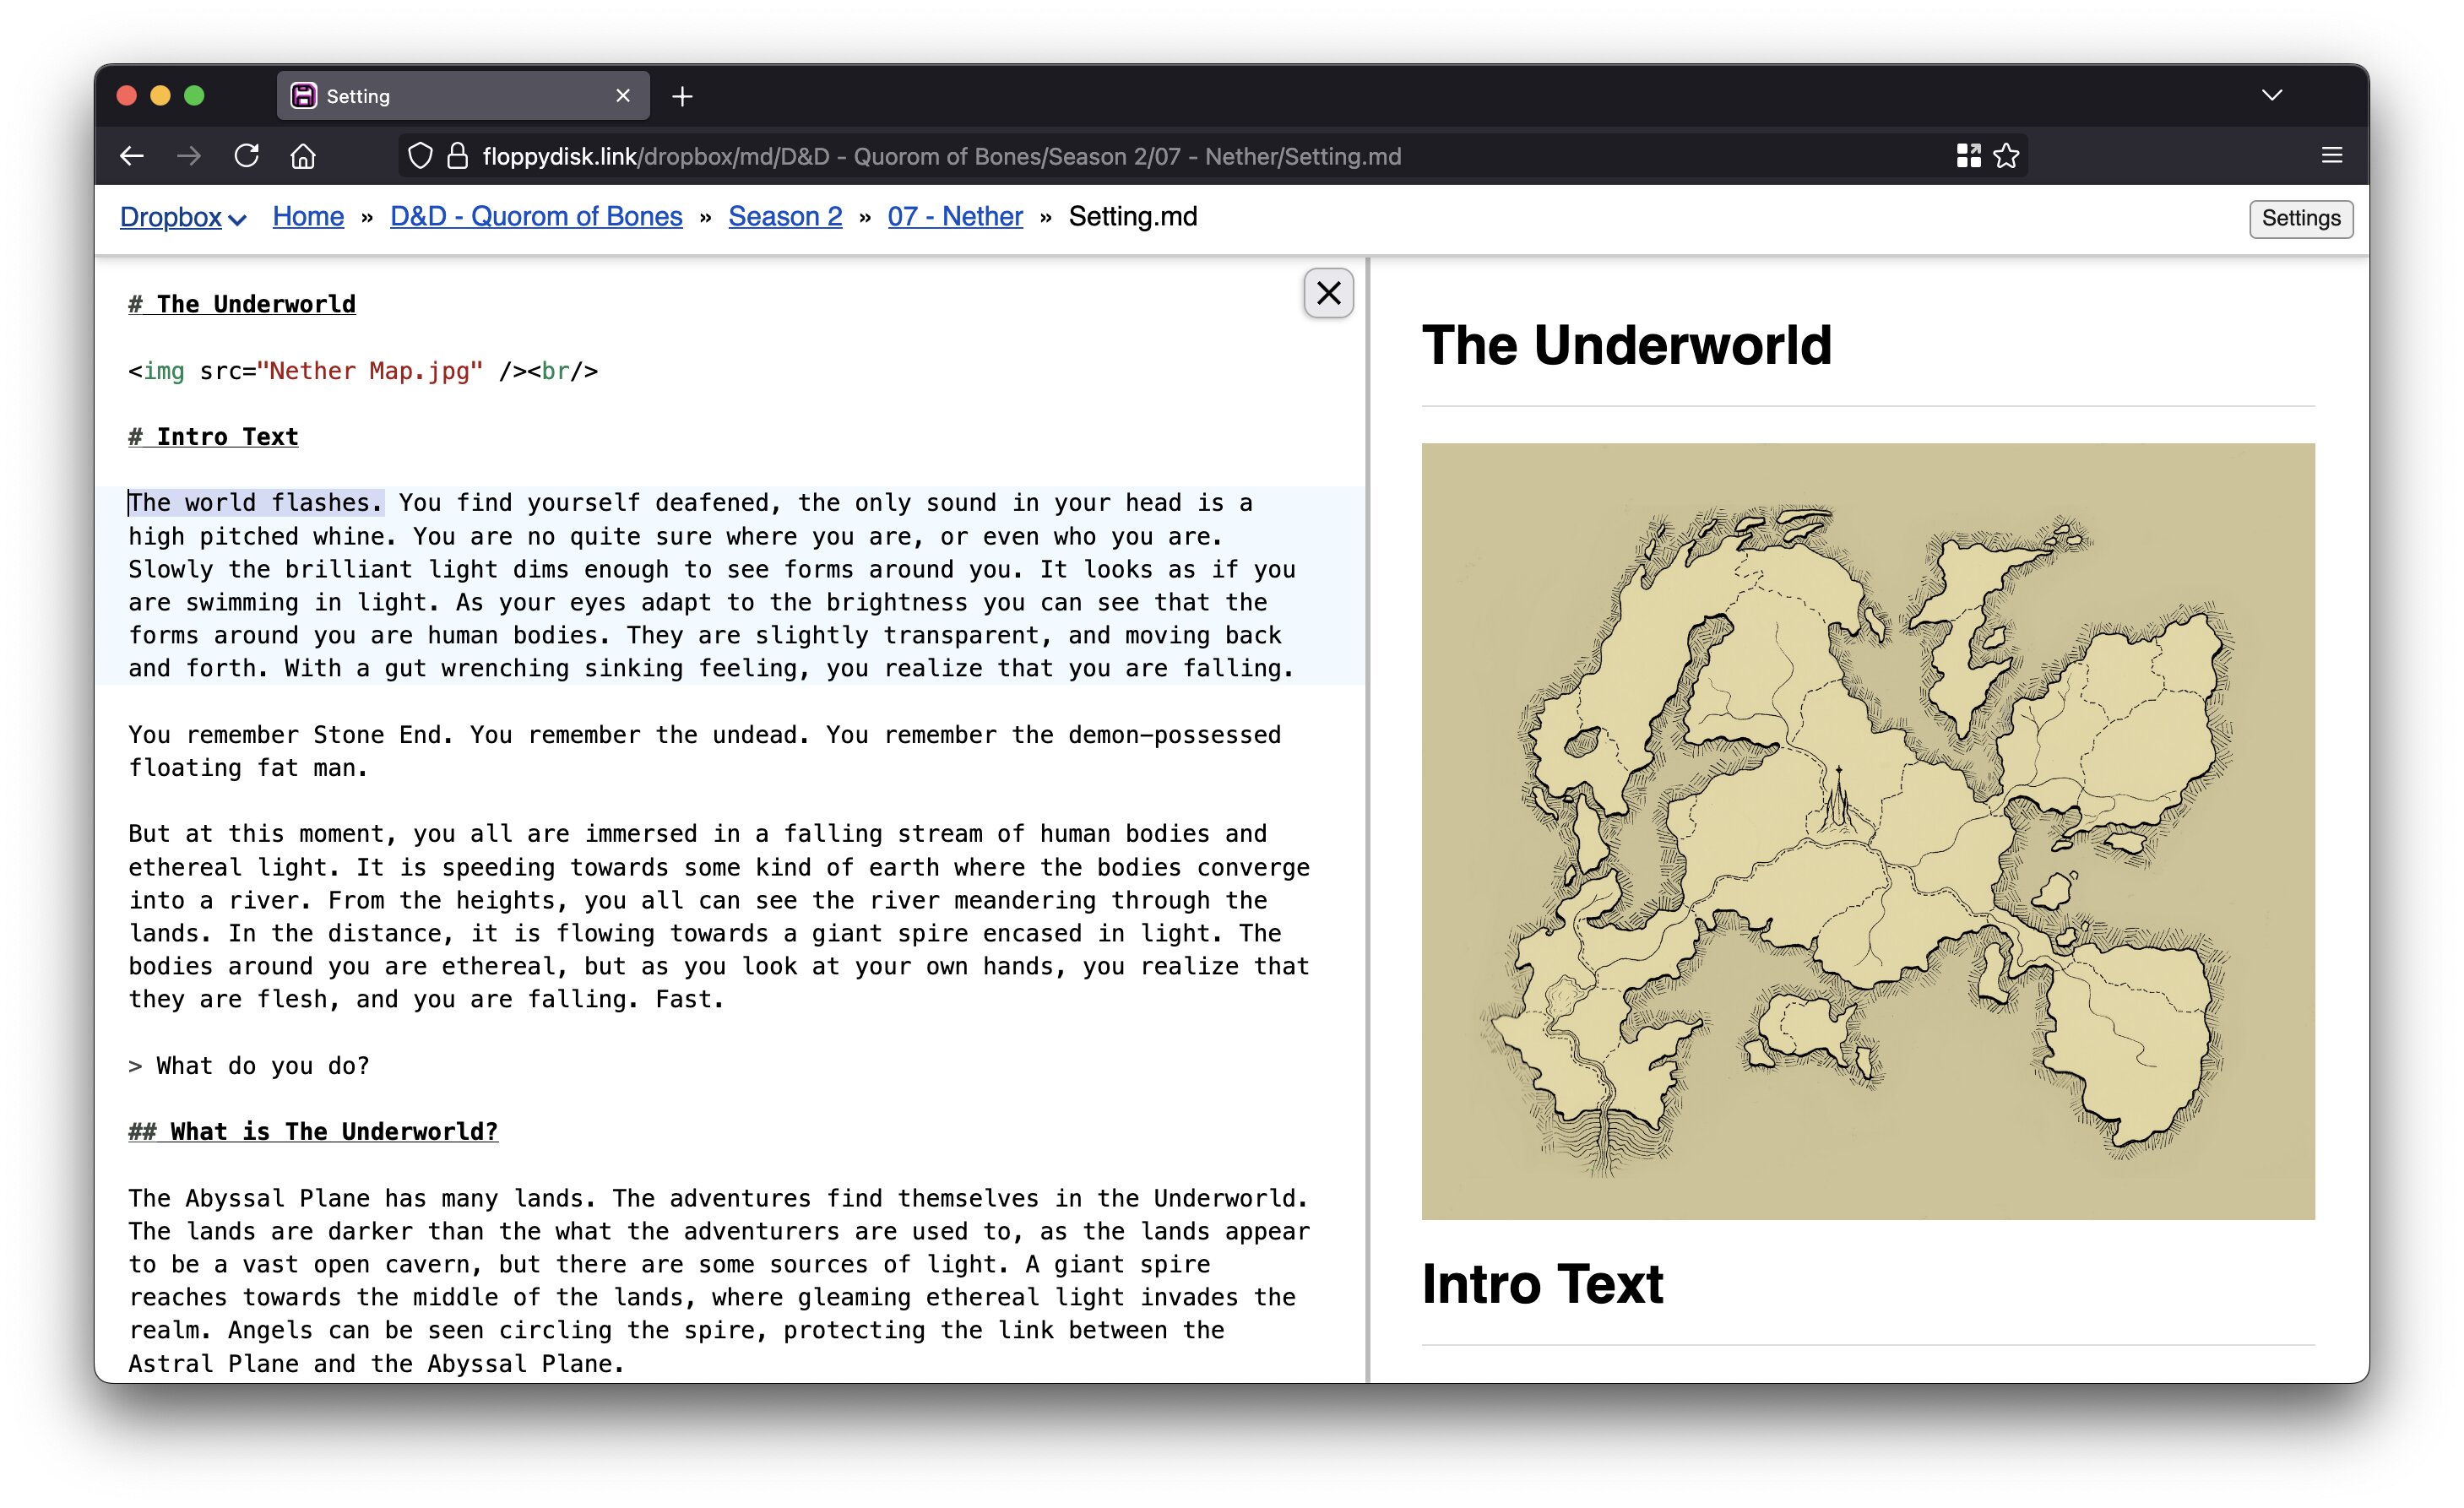 Setting
floppydisk.link/dropbox/md/D&D - Quorom of Bones/Season 2/07 - Nether/Setting.md
Dropbox Home » D&D - Quorom of Bones » Season 2 » 07 - Nether » Setting.md
Settings
# The Underworld
<img src="Nether Map.jpg" /><br/>
# Intro Text
The world flashes. You find yourself deafened, the only sound in your head is a
high pitched whine. You are no quite sure where you are, or even who you are.
Slowly the brilliant light dims enough to see forms around you. It looks as if you
are swimming in light. As your eyes adapt to the brightness you can see that the
forms around you are human bodies. They are slightly transparent, and moving back
and forth. With a gut wrenching sinking feeling, you realize that you are falling.
You remember Stone End. You remember the undead. You remember the demon-possessed
floating fat man.
But at this moment, you all are immersed in a falling stream of human bodies and
ethereal light. It is speeding towards some kind of earth where the bodies converge
into a river. From the heights, you all can see the river meandering through the
lands. In the distance, it is flowing towards a giant spire encased in light. The
bodies around you are ethereal, but as you look at your own hands, you realize that
they are flesh, and you are falling. Fast.
> What do you do?
## What is The Underworld?
The Abyssal Plane has many lands. The adventures find themselves in the Underworld.
The lands are darker than the what the adventurers are used to, as the lands appear
to be a vast open cavern, but there are some sources of light. A giant spire
reaches towards the middle of the lands, where gleaming ethereal light invades the
realm. Angels can be seen circling the spire, protecting the link between the
Astral Plane and the Abyssal Plane.
The Underworld
Intro Text